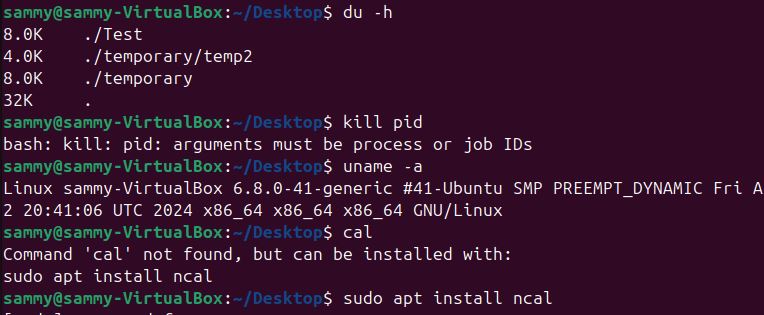 sammy@sammy-VirtualBox:~/Desktop$ du -h
8.0K    ./Test
4.0K    ./temporary/temp2
8.0K    ./temporary
32K     .
sammy@sammy-VirtualBox:~/Desktop$ kill pid
bash: kill: pid: arguments must be process or job IDs
sammy@sammy-VirtualBox:~/Desktop$ uname -a
Linux sammy-VirtualBox 6.8.0-41-generic #41-Ubuntu SMP PREEMPT_DYNAMIC Fri A
2 20:41:06 UTC 2024 x86_64 x86_64 x86_64 GNU/Linux
sammy@sammy-VirtualBox:~/Desktop$ cal
Command 'cal' not found, but can be installed with:
sudo apt install ncal
sammy@sammy-VirtualBox:~/Desktop$ sudo apt install ncal